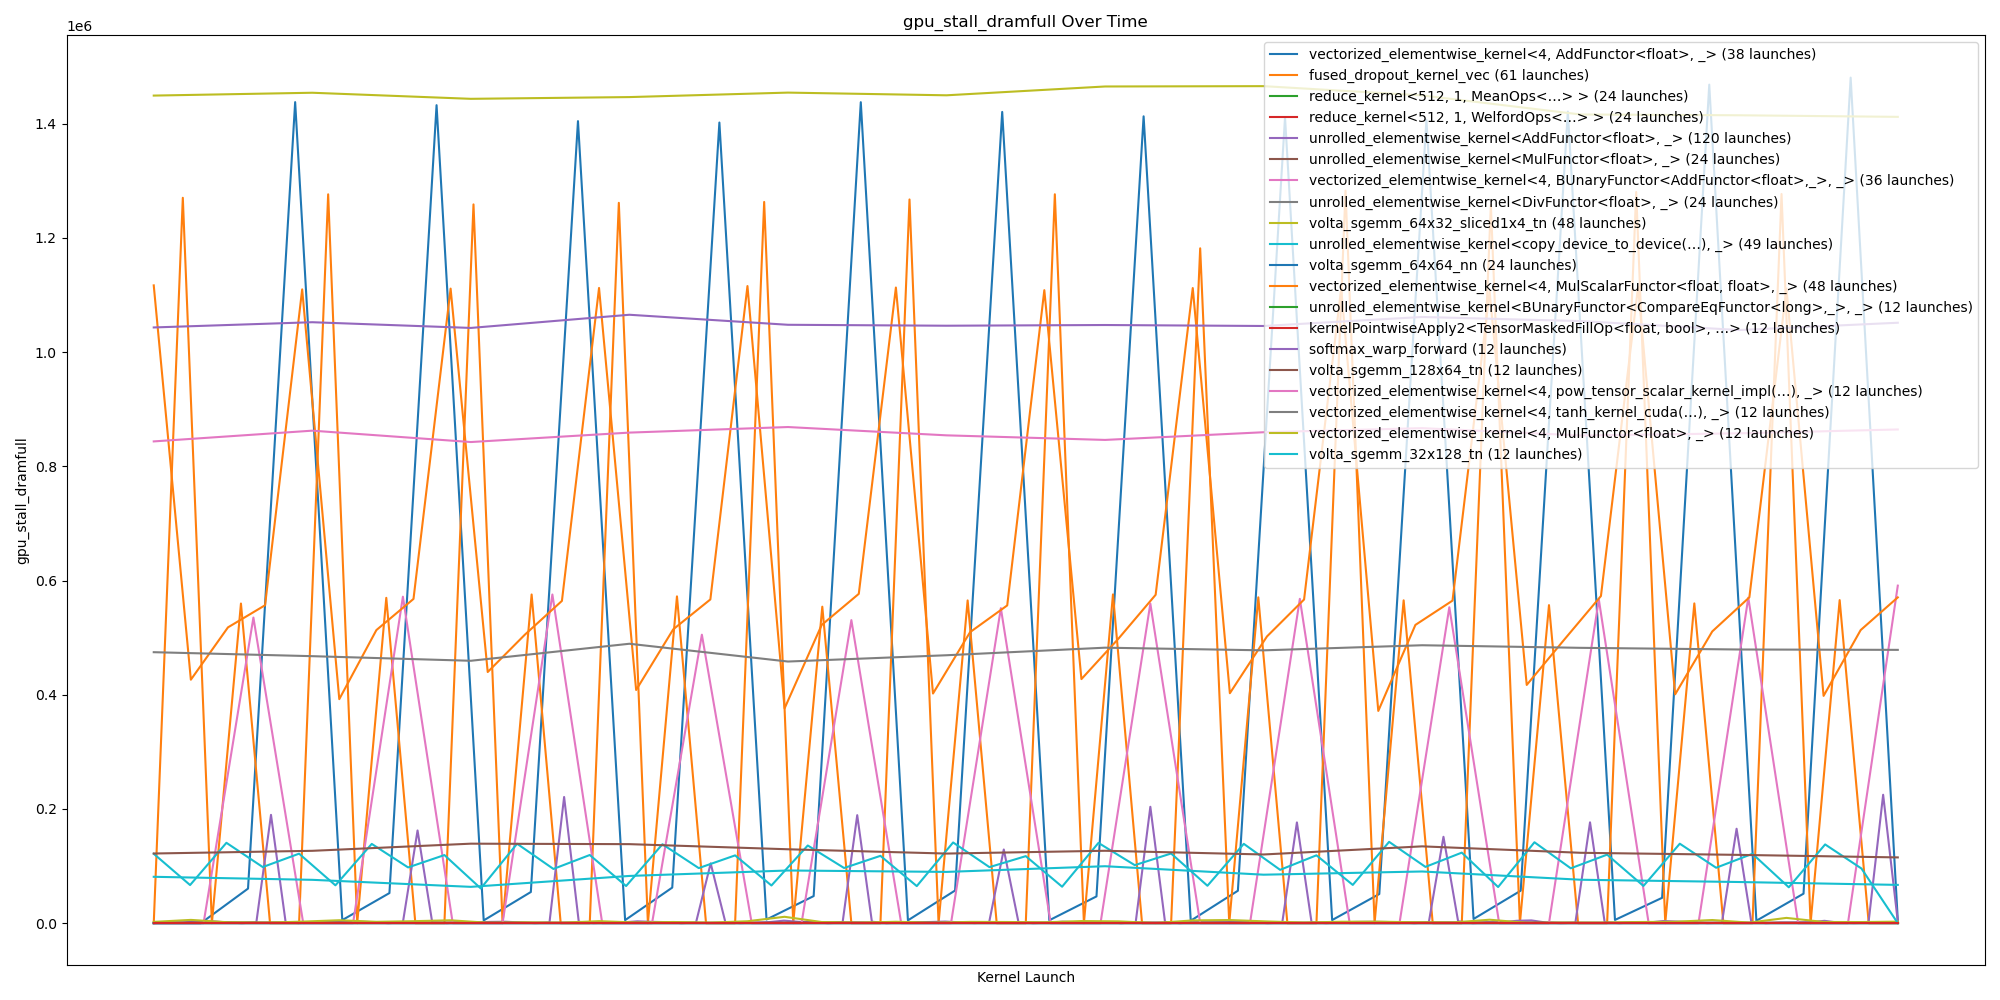 gpu_stall_dramfull Over Time
1e6
vectorized_elementwise_kernel<4, AddFunctor<float>, _> (38 launches)
fused_dropout_kernel_vec (61 launches)
reduce_kernel<512, 1, MeanOps<...> > (24 launches)
reduce_kernel<512, 1, WelfordOps<...> > (24 launches)
unrolled_elementwise_kernel<AddFunctor<float>, _> (120 launches)
unrolled_elementwise_kernel<MulFunctor<float>, _> (24 launches)
vectorized_elementwise_kernel<4, BUnaryFunctor<AddFunctor<float>,_>, _> (36 launches)
unrolled_elementwise_kernel<DivFunctor<float>, _> (24 launches)
volta_sgemm_64x32_sliced1x4_tn (48 launches)
unrolled_elementwise_kernel<copy_device_to_device(...), _> (49 launches)
volta_sgemm_64x64_nn (24 launches)
vectorized_elementwise_kernel<4, MulScalarFunctor<float, float>, _> (48 launches)
unrolled_elementwise_kernel<BUnaryFunctor<CompareEqFunctor<long>,_>, _> (12 launches)
kernelPointwiseApply2<TensorMaskedFillOp<float, bool>, ...> (12 launches)
softmax_warp_forward (12 launches)
volta_sgemm_128x64_tn (12 launches)
vectorized_elementwise_kernel<4, pow_tensor_scalar_kernel_impl(...), _> (12 launches)
vectorized_elementwise_kernel<4, tanh_kernel_cuda(...), _> (12 launches)
vectorized_elementwise_kernel<4, MulFunctor<float>, _> (12 launches)
volta_sgemm_32x128_tn (12 launches)
1.4
1.2
1.0
0.8
0.6
0.4
0.2
0.0
gpu_stall_dramfull
Kernel Launch